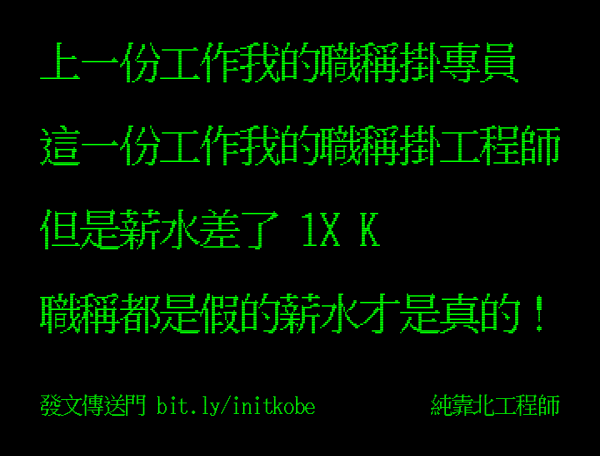 上一份工作我的職稱掛專員
這一份工作我的職稱掛工程師
但是薪水差了 1X K
職稱都是假的薪水才是真的！
發文傳送門 bit.ly/initkobe 純靠北工程師